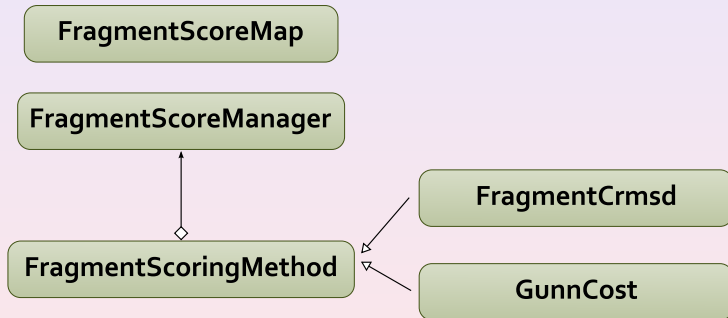 FragmentScoreMap
FragmentScoreManager
FragmentCrmsd
FragmentScoringMethod
GunnCost